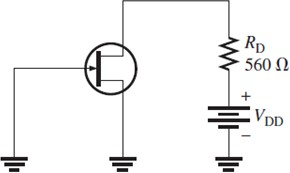 R_D
560 Ω
+
V_DD
−